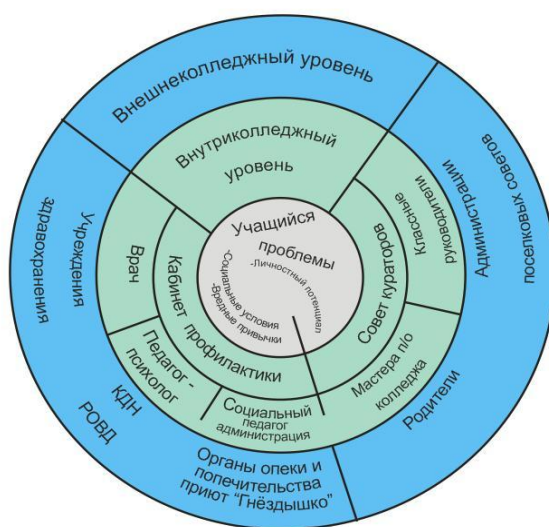 Внешнеколледжный уровень
Внутриколледжный
уровень
Учащийся
проблемы
-Личностный потенциал
-Социальные условия
-Вредные привычки
Кабинет профилактики
Совет кураторов
Классные
руководители
Мастера п/о
колледжа
Социальный
педагог
администрация
Педагог -
психолог
Врач
Учреждения
здравохранения
Администрации
поселковых советов
Родители
КДН
РОВД
Органы опеки и
попечительства
приют "Гнёздышко"